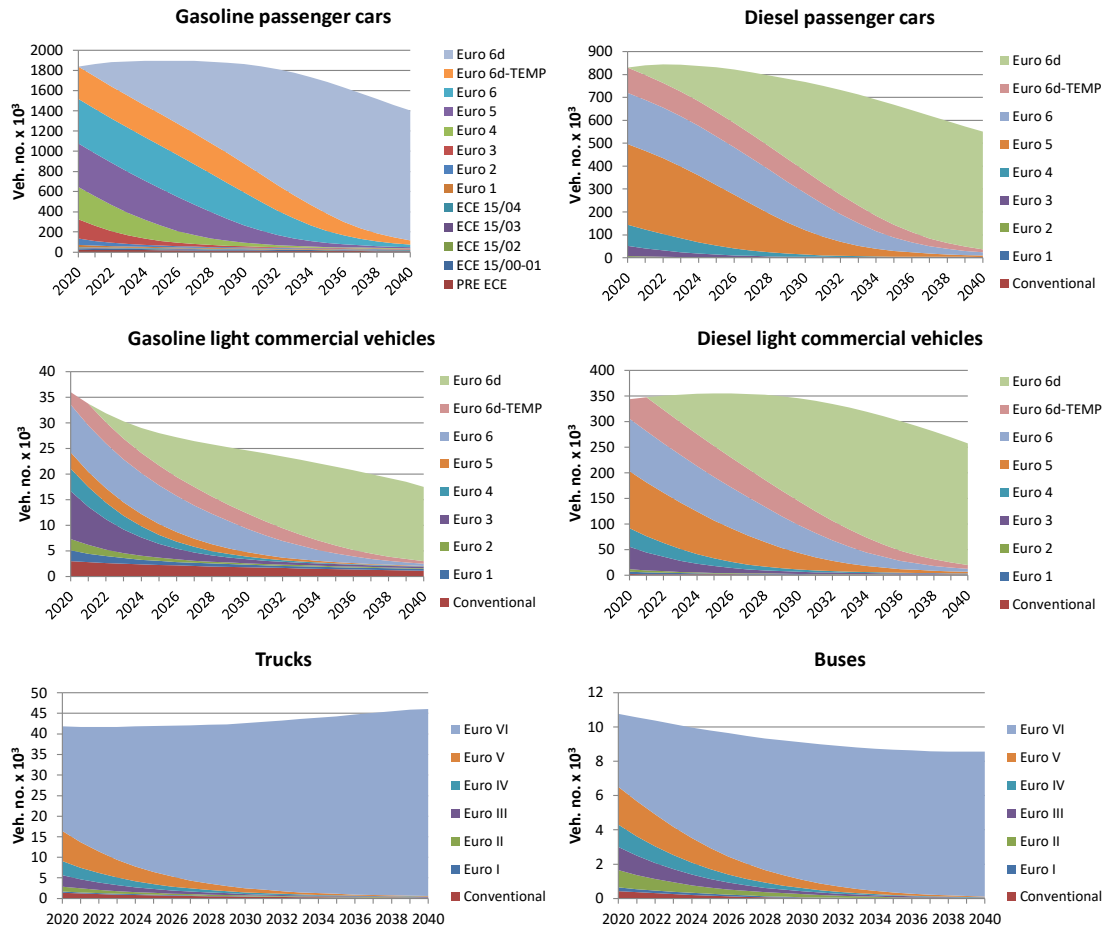 Gasoline passenger cars
Veh. no. x 10³
2000
1800
1600
1400
1200
1000
800
600
400
200
0
2020
2022
2024
2026
2028
2030
2032
2034
2036
2038
2040
Euro 6d
Euro 6d-TEMP
Euro 6
Euro 5
Euro 4
Euro 3
Euro 2
Euro 1
ECE 15/04
ECE 15/03
ECE 15/02
ECE 15/00-01
PRE ECE
Diesel passenger cars
Veh. no. x 10³
900
800
700
600
500
400
300
200
100
0
2020
2022
2024
2026
2028
2030
2032
2034
2036
2038
2040
Euro 6d
Euro 6d-TEMP
Euro 6
Euro 5
Euro 4
Euro 3
Euro 2
Euro 1
Conventional
Gasoline light commercial vehicles
Veh. no. x 10³
40
35
30
25
20
15
10
5
0
2020
2022
2024
2026
2028
2030
2032
2034
2036
2038
2040
Euro 6d
Euro 6d-TEMP
Euro 6
Euro 5
Euro 4
Euro 3
Euro 2
Euro 1
Conventional
Diesel light commercial vehicles
Veh. no. x 10³
400
350
300
250
200
150
100
50
0
2020
2022
2024
2026
2028
2030
2032
2034
2036
2038
2040
Euro 6d
Euro 6d-TEMP
Euro 6
Euro 5
Euro 4
Euro 3
Euro 2
Euro 1
Conventional
Trucks
Veh. no. x 10³
50
45
40
35
30
25
20
15
10
5
0
2020 2022 2024 2026 2028 2030 2032 2034 2036 2038 2040
Euro VI
Euro V
Euro IV
Euro III
Euro II
Euro I
Conventional
Buses
Veh. no. x 10³
12
10
8
6
4
2
0
2020 2022 2024 2026 2028 2030 2032 2034 2036 2038 2040
Euro VI
Euro V
Euro IV
Euro III
Euro II
Euro I
Conventional